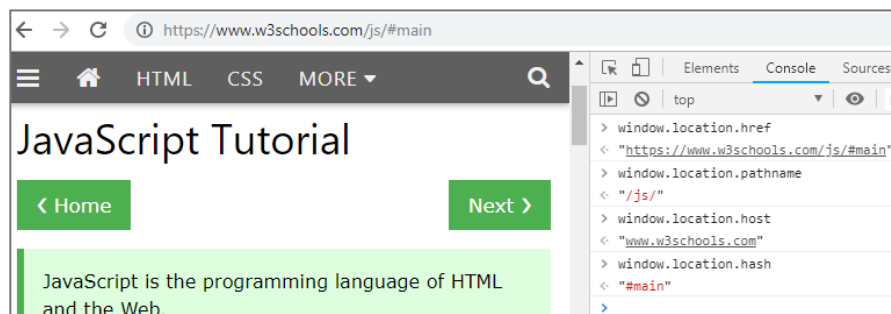 https://www.w3schools.com/js/#main
HTML CSS MORE
JavaScript Tutorial
❮ Home
Next ❯
JavaScript is the programming language of HTML
and the Web.
Elements Console Sources
top
> window.location.href
< "https://www.w3schools.com/js/#main"
> window.location.pathname
< "/js/"
> window.location.host
< "www.w3schools.com"
> window.location.hash
< "#main"
>